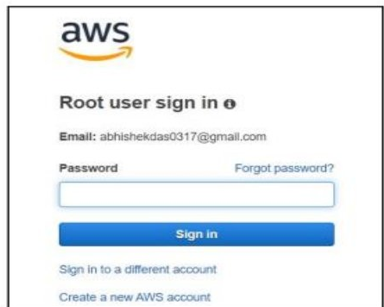 aws
Root user sign in
Email: abhishekdas0317@gmail.com
Password Forgot password?
Sign in
Sign in to a different account
Create a new AWS account